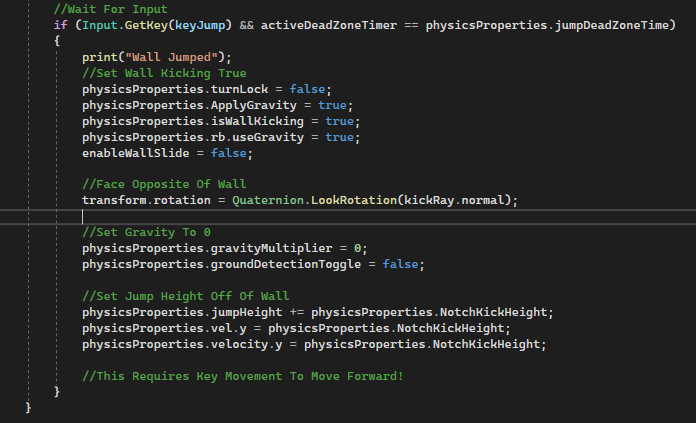 //Wait For Input
if (Input.GetKey(keyJump) && activeDeadZoneTimer == physicsProperties.jumpDeadZoneTime)
{
print("Wall Jumped");
//Set Wall Kicking True
physicsProperties.turnLock = false;
physicsProperties.ApplyGravity = true;
physicsProperties.isWallKicking = true;
physicsProperties.rb.useGravity = true;
enableWallSlide = false;
//Face Opposite Of Wall
transform.rotation = Quaternion.LookRotation(kickRay.normal);
//Set Gravity To 0
physicsProperties.gravityMultiplier = 0;
physicsProperties.groundDetectionToggle = false;
//Set Jump Height Off Of Wall
physicsProperties.jumpHeight += physicsProperties.NotchKickHeight;
physicsProperties.vel.y = physicsProperties.NotchKickHeight;
physicsProperties.velocity.y = physicsProperties.NotchKickHeight;
//This Requires Key Movement To Move Forward!
}
}